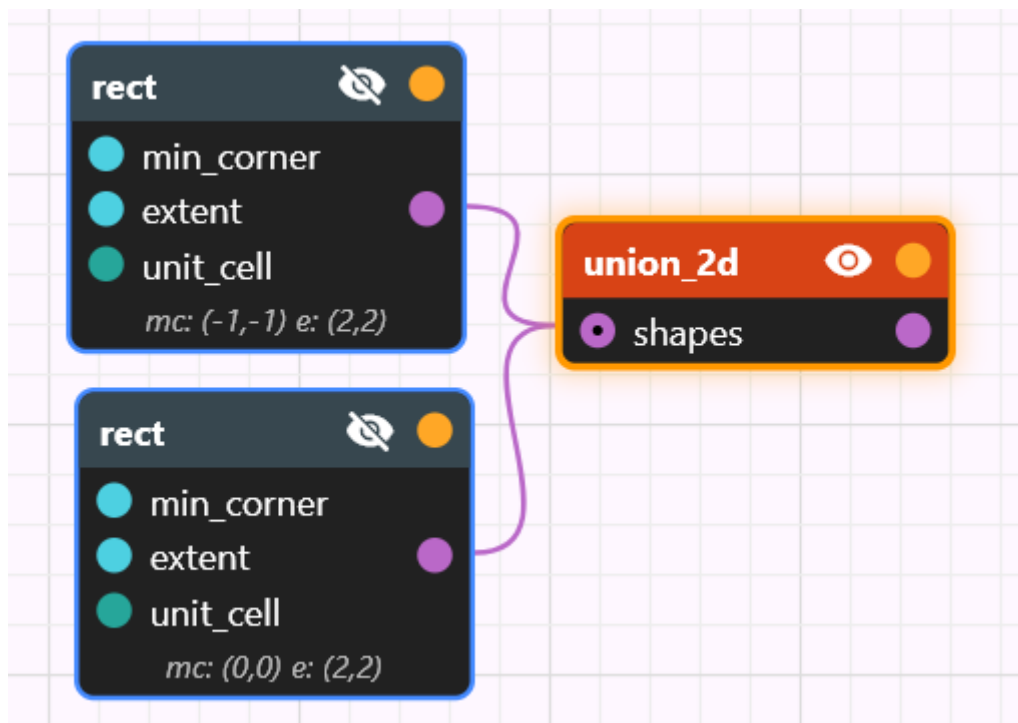 rect
min_corner
extent
unit_cell
mc: (-1,-1) e: (2,2)
union_2d
shapes
rect
min_corner
extent
unit_cell
mc: (0,0) e: (2,2)